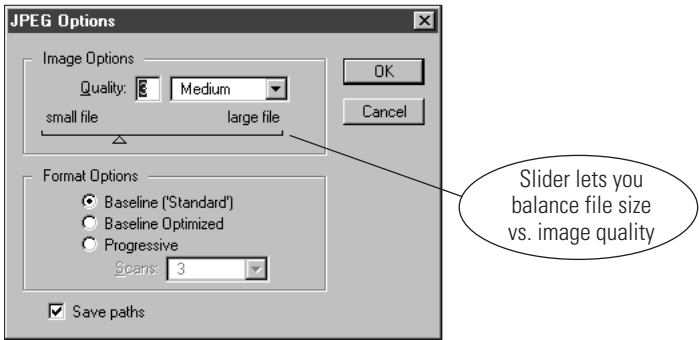 JPEG Options
Image Options
Quality: 3 Medium
small file large file
OK
Cancel
Format Options
Baseline ('Standard')
Baseline Optimized
Progressive
Scans: 3
Save paths
Slider lets you
balance file size
vs. image quality